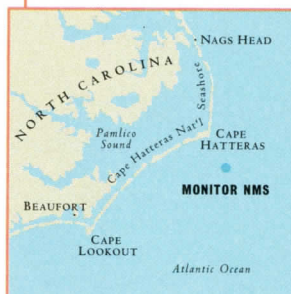 NAGS HEAD
NORTH CAROLINA
Pamlico
Sound
Cape Hatteras Nat'l Seashore
CAPE
HATTERAS
MONITOR NMS
BEAUFORT
CAPE
LOOKOUT
Atlantic Ocean